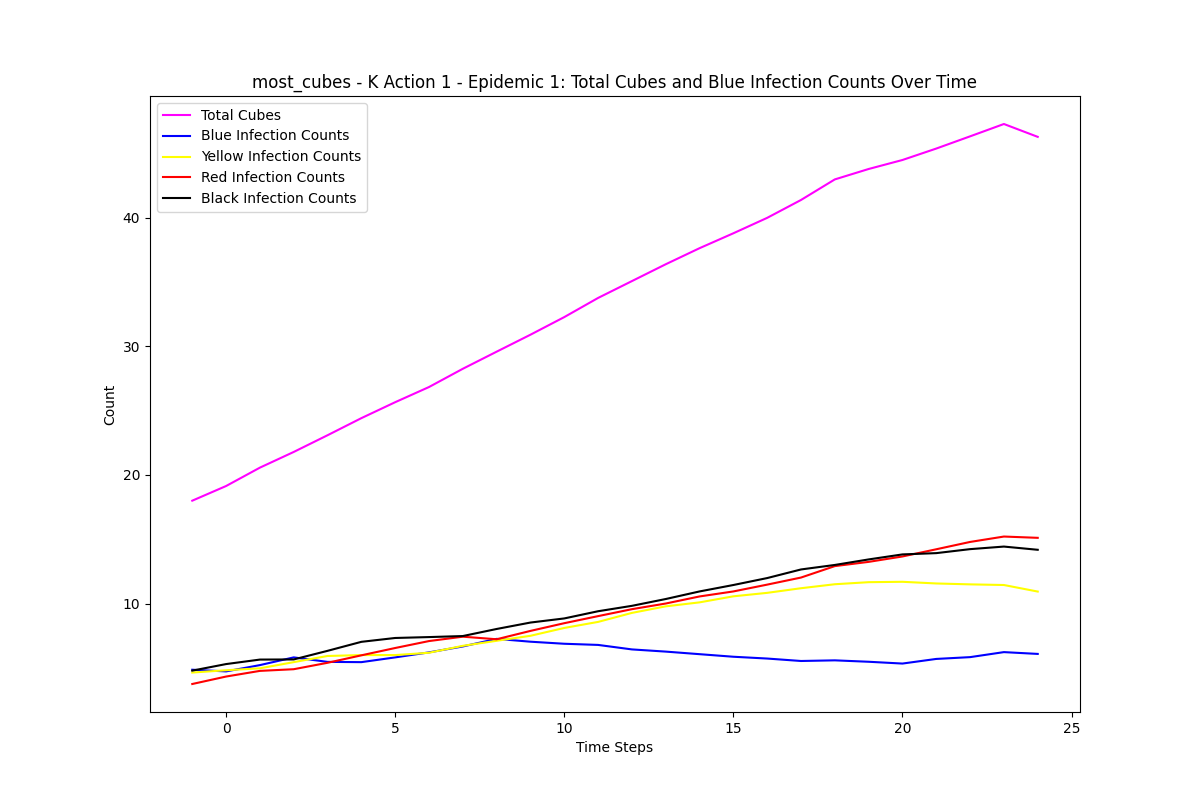 most_cubes - K Action 1 - Epidemic 1: Total Cubes and Blue Infection Counts Over Time
Total Cubes
Blue Infection Counts
Yellow Infection Counts
Red Infection Counts
Black Infection Counts
Count
40
30
20
10
0
5
10
15
20
25
Time Steps